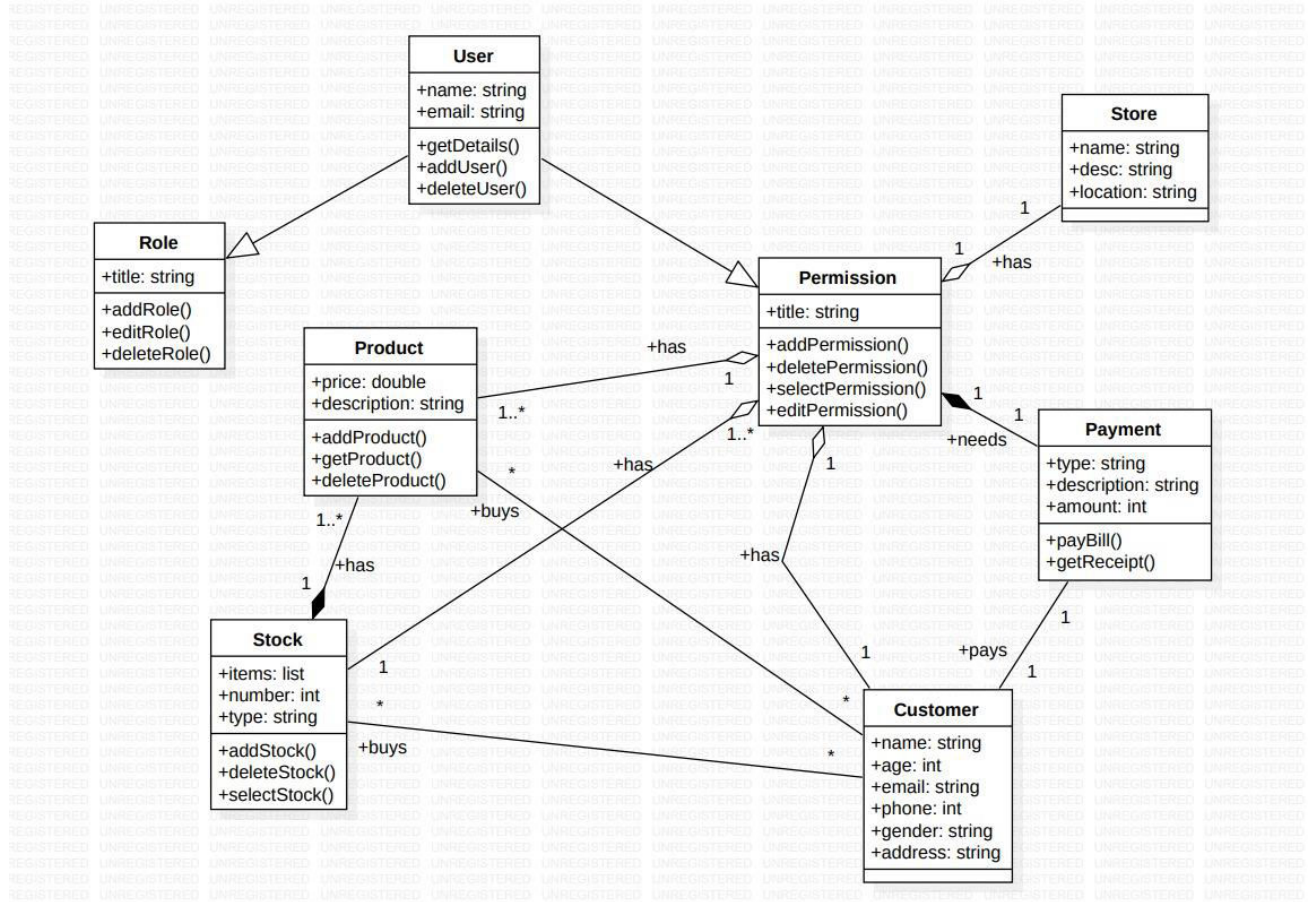 User
+name: string
+email: string
+getDetails()
+addUser()
+deleteUser()
Store
+name: string
+desc: string
+location: string
Role
+title: string
+addRole()
+editRole()
+deleteRole()
Permission
+title: string
+addPermission()
+deletePermission()
+selectPermission()
+editPermission()
1
1
+has
Product
+price: double
+description: string
+addProduct()
+getProduct()
+deleteProduct()
+has
1
1..*
1..*
+has
1
1
1
+needs
Payment
+type: string
+description: string
+amount: int
+payBill()
+getReceipt()
*
+buys
1..*
+has
1
1
+has
1
1
+pays
1
Stock
+items: list
+number: int
+type: string
+addStock()
+deleteStock()
+selectStock()
1
*
+buys
*
*
Customer
+name: string
+age: int
+email: string
+phone: int
+gender: string
+address: string
UNREGISTERED